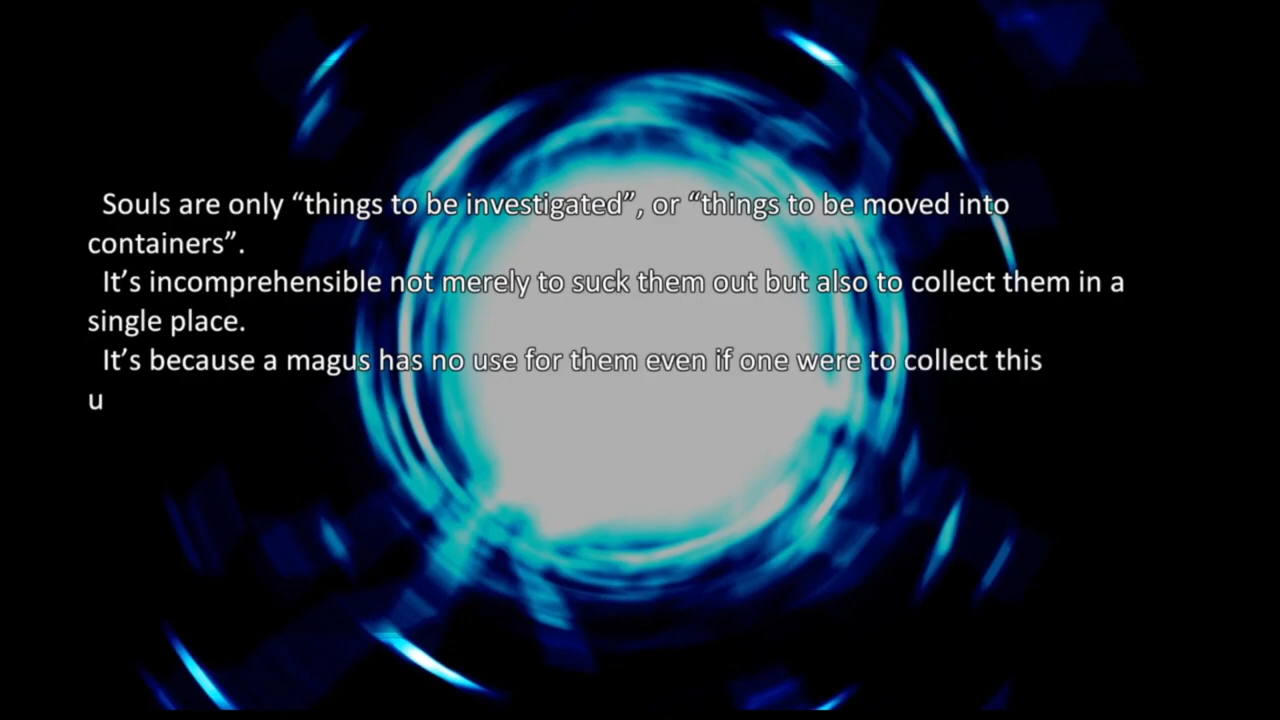 Souls are only “things to be investigated”, or “things to be moved into
containers”.
It’s incomprehensible not merely to suck them out but also to collect them in a
single place.
It’s because a magus has no use for them even if one were to collect this
u